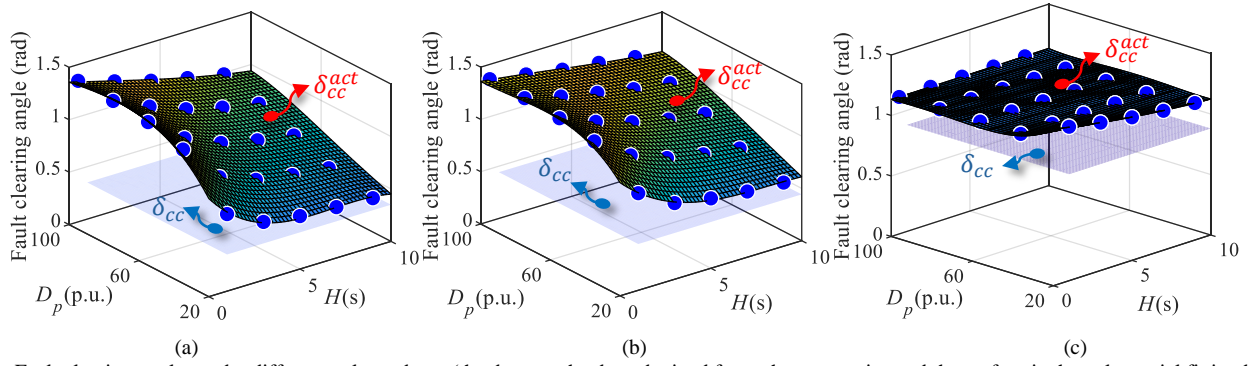 Fault clearing angle (rad)
1.5
1
0.5
0
100
60
20
0
5
10
D_p(p.u.)
H(s)
δ_cc^act
δ_cc
(a)
Fault clearing angle (rad)
1.5
1
0.5
0
100
60
20
0
5
10
D_p(p.u.)
H(s)
δ_cc^act
δ_cc
(b)
Fault clearing angle (rad)
1.5
1
0.5
0
100
60
20
0
5
10
D_p(p.u.)
H(s)
δ_cc^act
δ_cc
(c)